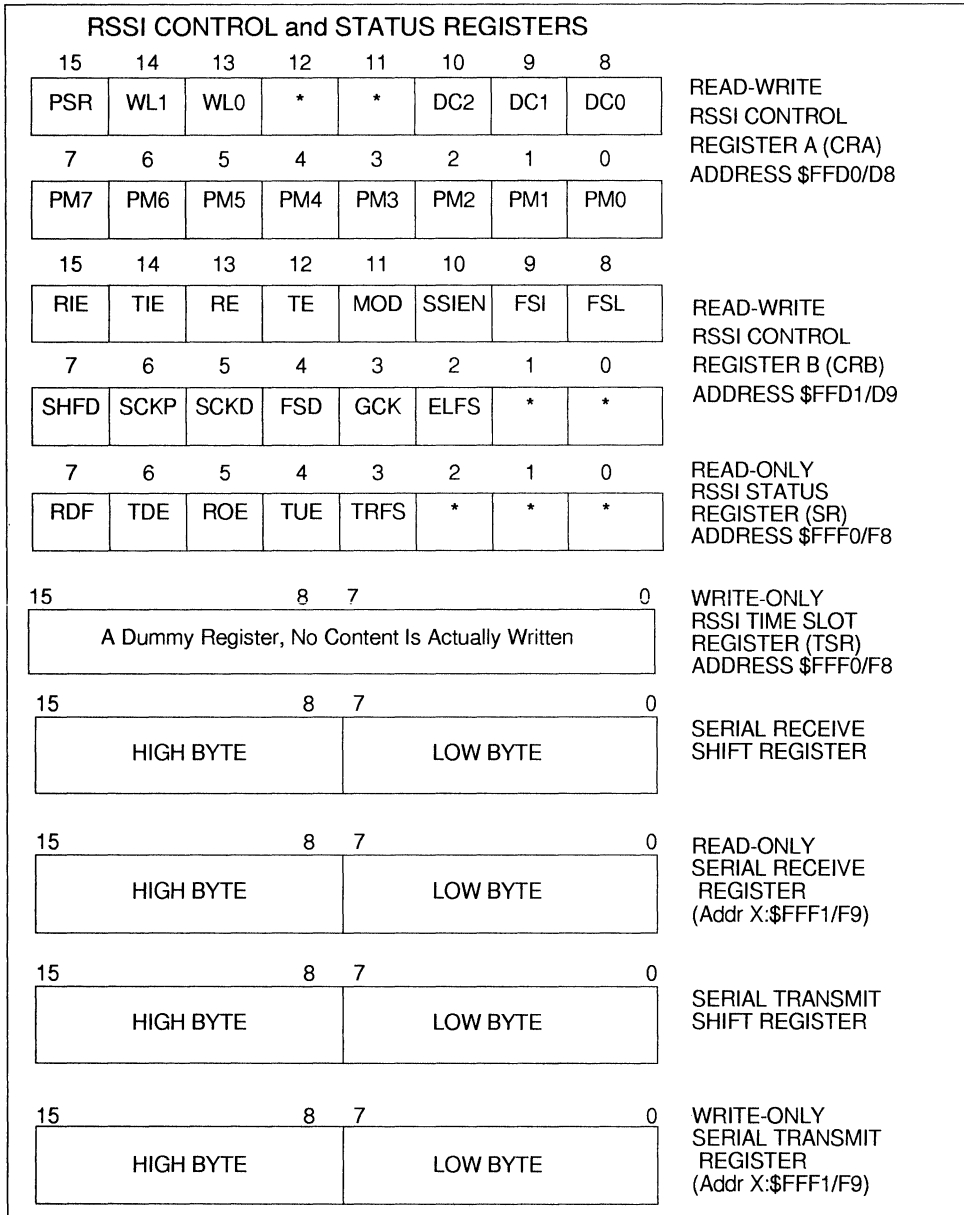 RSSI CONTROL and STATUS REGISTERS
15 14 13 12 11 10 9 8
PSR WL1 WL0 * * DC2 DC1 DC0
7 6 5 4 3 2 1 0
PM7 PM6 PM5 PM4 PM3 PM2 PM1 PM0
READ-WRITE
RSSI CONTROL
REGISTER A (CRA)
ADDRESS $FFD0/D8
15 14 13 12 11 10 9 8
RIE TIE RE TE MOD SSIEN FSI FSL
7 6 5 4 3 2 1 0
SHFD SCKP SCKD FSD GCK ELFS * *
READ-WRITE
RSSI CONTROL
REGISTER B (CRB)
ADDRESS $FFD1/D9
7 6 5 4 3 2 1 0
RDF TDE ROE TUE TRFS * * *
READ-ONLY
RSSI STATUS
REGISTER (SR)
ADDRESS $FFF0/F8
15 8 7 0
A Dummy Register, No Content Is Actually Written
WRITE-ONLY
RSSI TIME SLOT
REGISTER (TSR)
ADDRESS $FFF0/F8
15 8 7 0
HIGH BYTE LOW BYTE
SERIAL RECEIVE
SHIFT REGISTER
15 8 7 0
HIGH BYTE LOW BYTE
READ-ONLY
SERIAL RECEIVE
REGISTER
(Addr X:$FFF1/F9)
15 8 7 0
HIGH BYTE LOW BYTE
SERIAL TRANSMIT
SHIFT REGISTER
15 8 7 0
HIGH BYTE LOW BYTE
WRITE-ONLY
SERIAL TRANSMIT
REGISTER
(Addr X:$FFF1/F9)